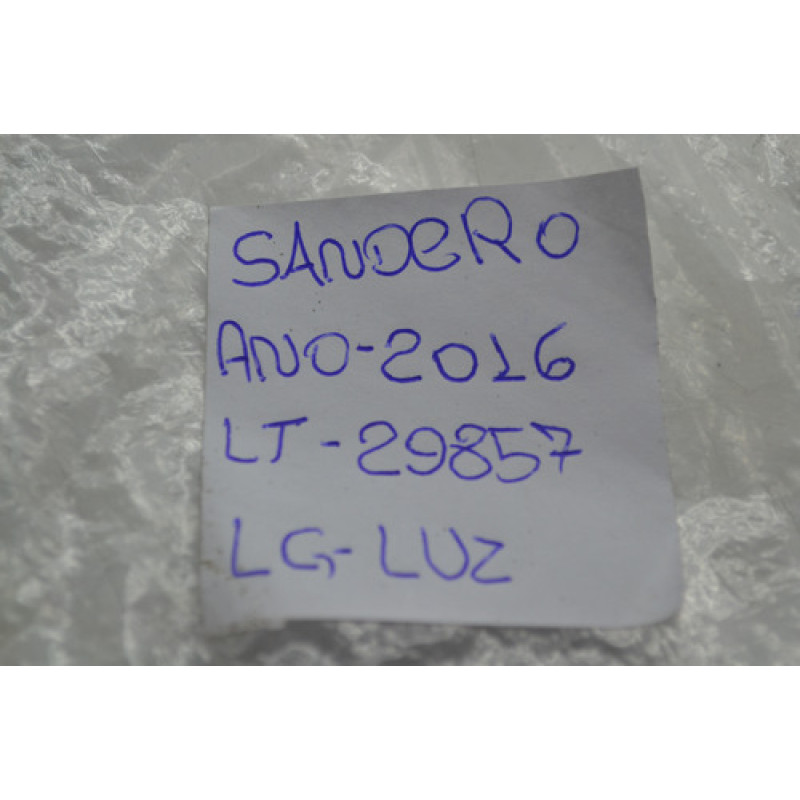 SANDERO
ANO-2016
LT-29857
LG-LUZ